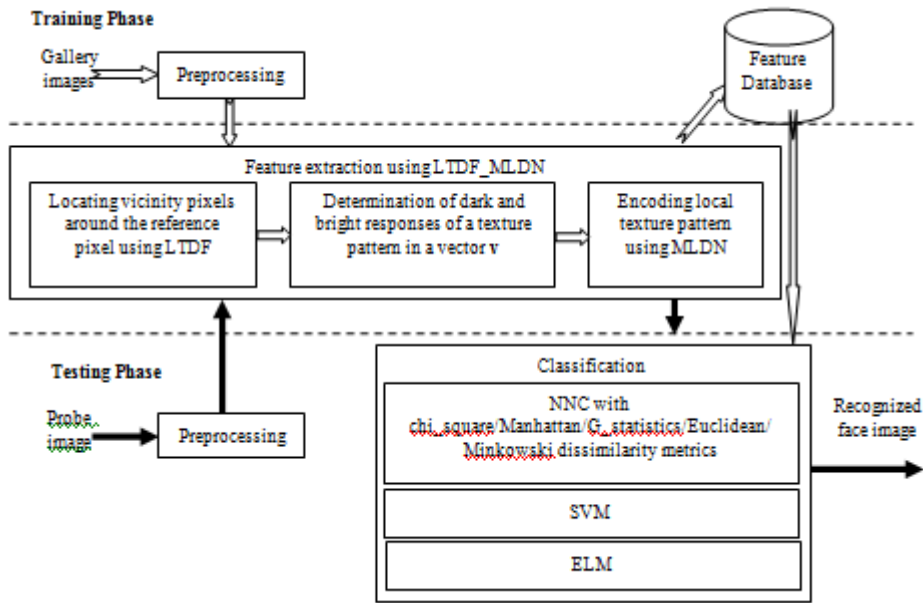 Training Phase
Gallery
images
Preprocessing
Feature
Database
Feature extraction using LTDF_MLDN
Locating vicinity pixels
around the reference
pixel using LTDF
Determination of dark and
bright responses of a texture
pattern in a vector v
Encoding local
texture pattern
using MLDN
Testing Phase
Probe
image
Preprocessing
Classification
NNC with
chi_square/Manhattan/G_statistics/Euclidean/
Minkowski dissimilarity metrics
SVM
ELM
Recognized
face image